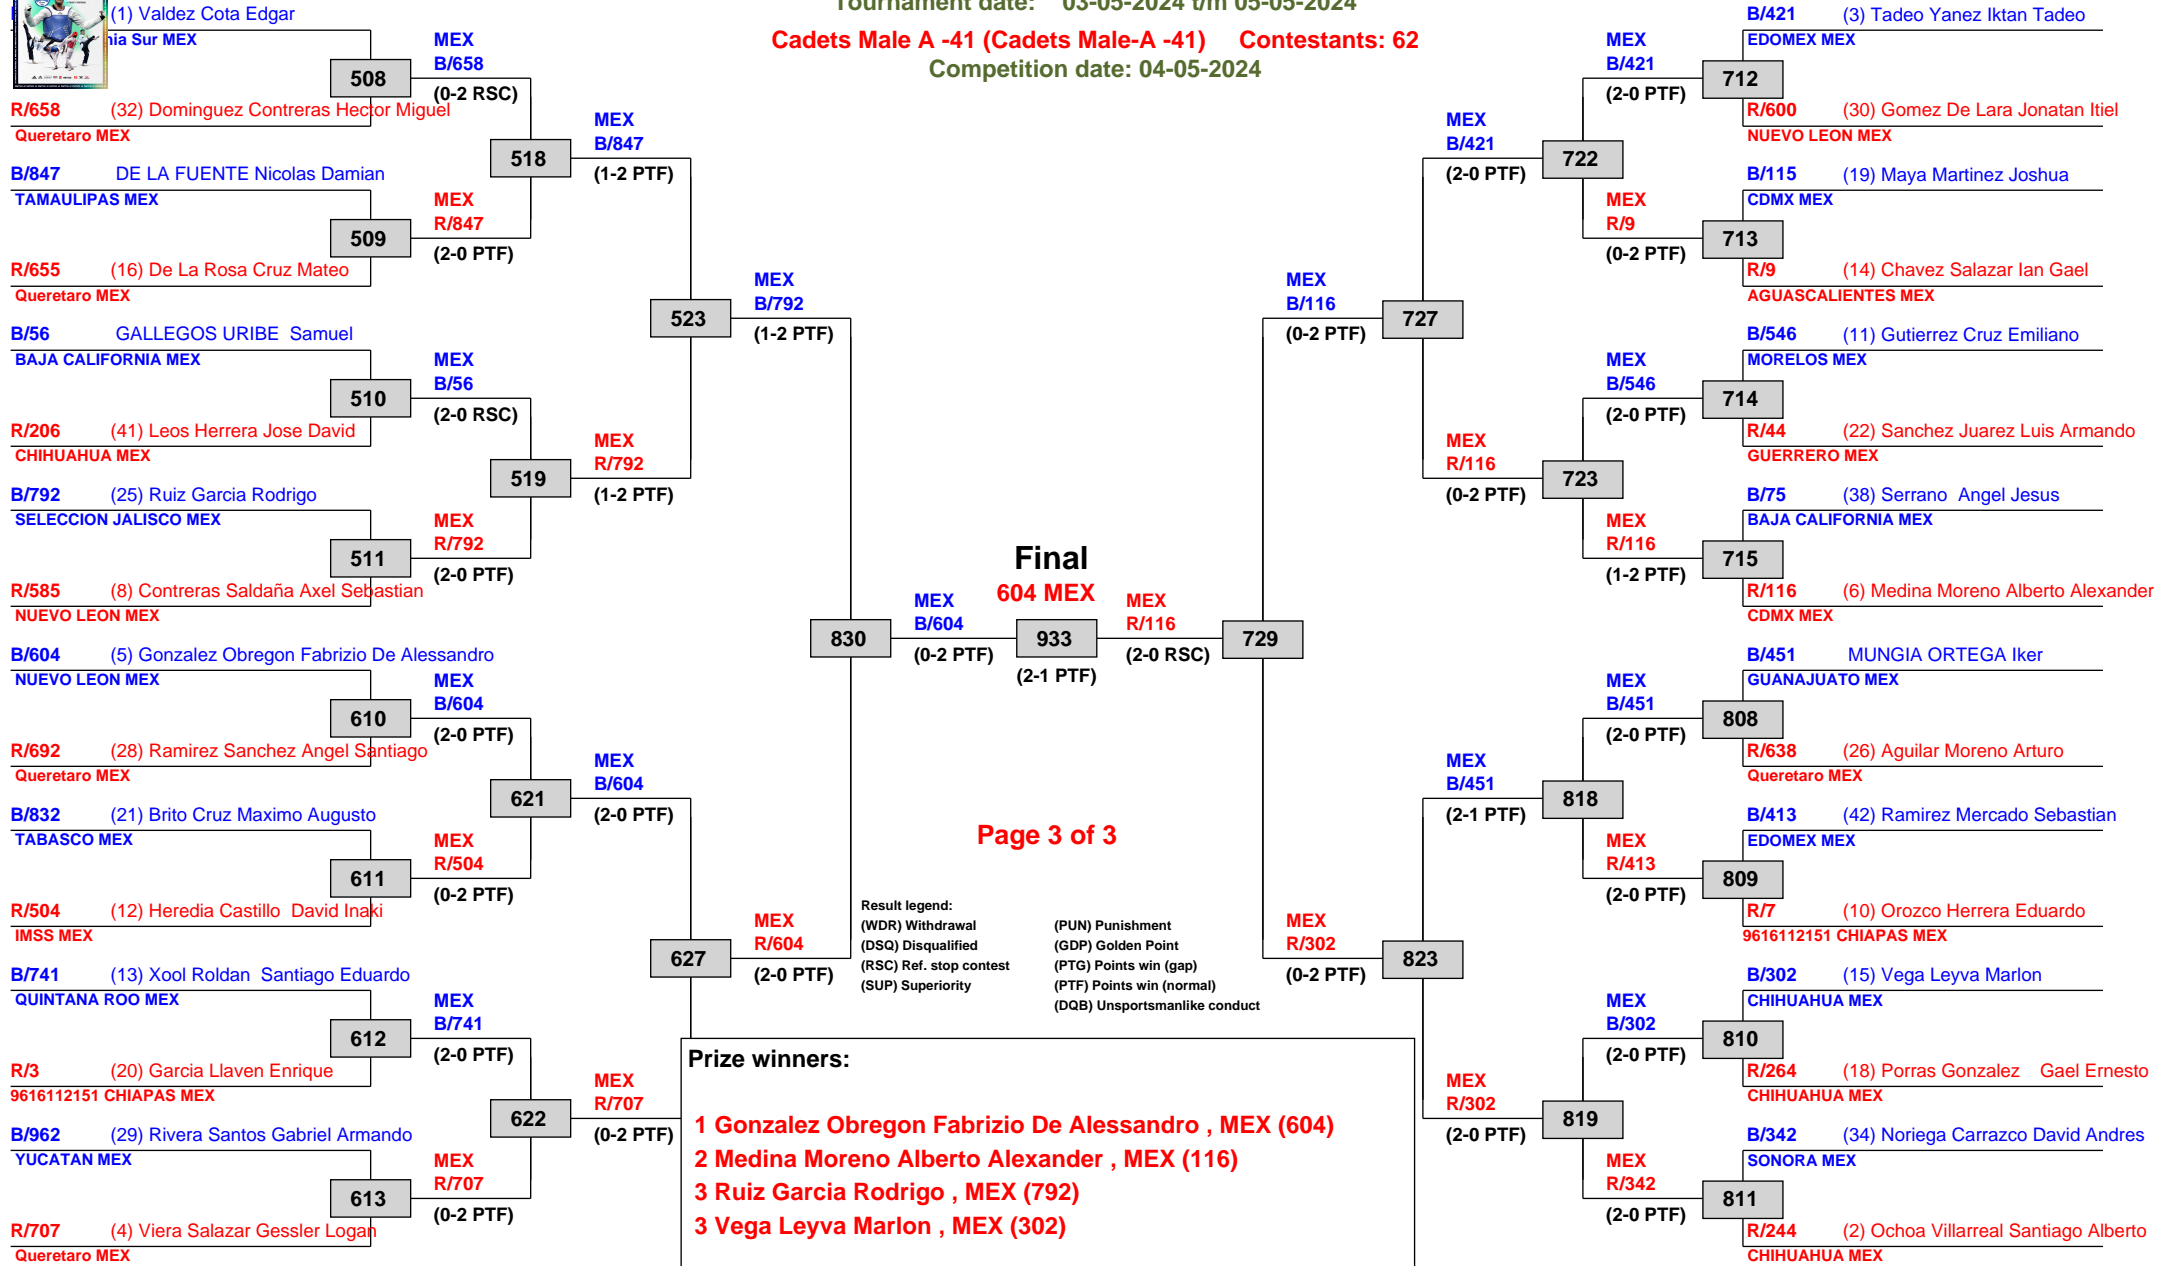 Tournament date: 03-05-2024 t/m 05-05-2024
Cadets Male A -41 (Cadets Male-A -41) Contestants: 62
Competition date: 04-05-2024
(1) Valdez Cota Edgar
nia Sur MEX
508
R/658 (32) Dominguez Contreras Hector Miguel
Queretaro MEX
B/847 DE LA FUENTE Nicolas Damian
TAMAULIPAS MEX
509
R/655 (16) De La Rosa Cruz Mateo
Queretaro MEX
B/56 GALLEGOS URIBE Samuel
BAJA CALIFORNIA MEX
510
R/206 (41) Leos Herrera Jose David
CHIHUAHUA MEX
B/792 (25) Ruiz Garcia Rodrigo
SELECCION JALISCO MEX
511
R/585 (8) Contreras Saldaña Axel Sebastian
NUEVO LEON MEX
B/604 (5) Gonzalez Obregon Fabrizio De Alessandro
NUEVO LEON MEX
610
R/692 (28) Ramirez Sanchez Angel Santiago
Queretaro MEX
B/832 (21) Brito Cruz Maximo Augusto
TABASCO MEX
611
R/504 (12) Heredia Castillo David Inaki
IMSS MEX
B/741 (13) Xool Roldan Santiago Eduardo
QUINTANA ROO MEX
612
R/3 (20) Garcia Llaven Enrique
9616112151 CHIAPAS MEX
B/962 (29) Rivera Santos Gabriel Armando
YUCATAN MEX
613
R/707 (4) Viera Salazar Gessler Logan
Queretaro MEX
MEX
B/658
(0-2 RSC)
518
MEX
R/847
(2-0 PTF)
MEX
B/56
(2-0 RSC)
519
MEX
R/792
(2-0 PTF)
MEX
B/604
(2-0 PTF)
621
MEX
R/504
(0-2 PTF)
MEX
B/741
(2-0 PTF)
622
MEX
R/707
(0-2 PTF)
MEX
B/847
(1-2 PTF)
523
MEX
R/792
(1-2 PTF)
MEX
B/604
(2-0 PTF)
627
MEX
R/707
(0-2 PTF)
MEX
B/792
(1-2 PTF)
830
MEX
R/604
(2-0 PTF)
MEX
B/604
(0-2 PTF)
Final
604 MEX
933
(2-1 PTF)
MEX
R/116
(2-0 RSC)
729
Page 3 of 3
Result legend:
(WDR) Withdrawal
(DSQ) Disqualified
(RSC) Ref. stop contest
(SUP) Superiority
(PUN) Punishment
(GDP) Golden Point
(PTG) Points win (gap)
(PTF) Points win (normal)
(DQB) Unsportsmanlike conduct
Prize winners:
1 Gonzalez Obregon Fabrizio De Alessandro , MEX (604)
2 Medina Moreno Alberto Alexander , MEX (116)
3 Ruiz Garcia Rodrigo , MEX (792)
3 Vega Leyva Marlon , MEX (302)
MEX
B/116
(0-2 PTF)
727
MEX
R/302
(0-2 PTF)
823
MEX
B/421
(2-0 PTF)
722
MEX
R/116
(0-2 PTF)
723
MEX
B/451
(2-1 PTF)
818
MEX
R/302
(2-0 PTF)
819
MEX
B/421
(2-0 PTF)
712
MEX
R/9
(0-2 PTF)
713
MEX
B/546
(2-0 PTF)
714
MEX
R/116
(1-2 PTF)
715
MEX
B/451
(2-0 PTF)
808
MEX
R/413
(2-0 PTF)
809
MEX
B/302
(2-0 PTF)
810
MEX
R/342
(2-0 PTF)
811
B/421 (3) Tadeo Yanez Iktan Tadeo
EDOMEX MEX
R/600 (30) Gomez De Lara Jonatan Itiel
NUEVO LEON MEX
B/115 (19) Maya Martinez Joshua
CDMX MEX
R/9 (14) Chavez Salazar Ian Gael
AGUASCALIENTES MEX
B/546 (11) Gutierrez Cruz Emiliano
MORELOS MEX
R/44 (22) Sanchez Juarez Luis Armando
GUERRERO MEX
B/75 (38) Serrano Angel Jesus
BAJA CALIFORNIA MEX
R/116 (6) Medina Moreno Alberto Alexander
CDMX MEX
B/451 MUNGIA ORTEGA Iker
GUANAJUATO MEX
R/638 (26) Aguilar Moreno Arturo
Queretaro MEX
B/413 (42) Ramirez Mercado Sebastian
EDOMEX MEX
R/7 (10) Orozco Herrera Eduardo
9616112151 CHIAPAS MEX
B/302 (15) Vega Leyva Marlon
CHIHUAHUA MEX
R/264 (18) Porras Gonzalez Gael Ernesto
CHIHUAHUA MEX
B/342 (34) Noriega Carrazco David Andres
SONORA MEX
R/244 (2) Ochoa Villarreal Santiago Alberto
CHIHUAHUA MEX